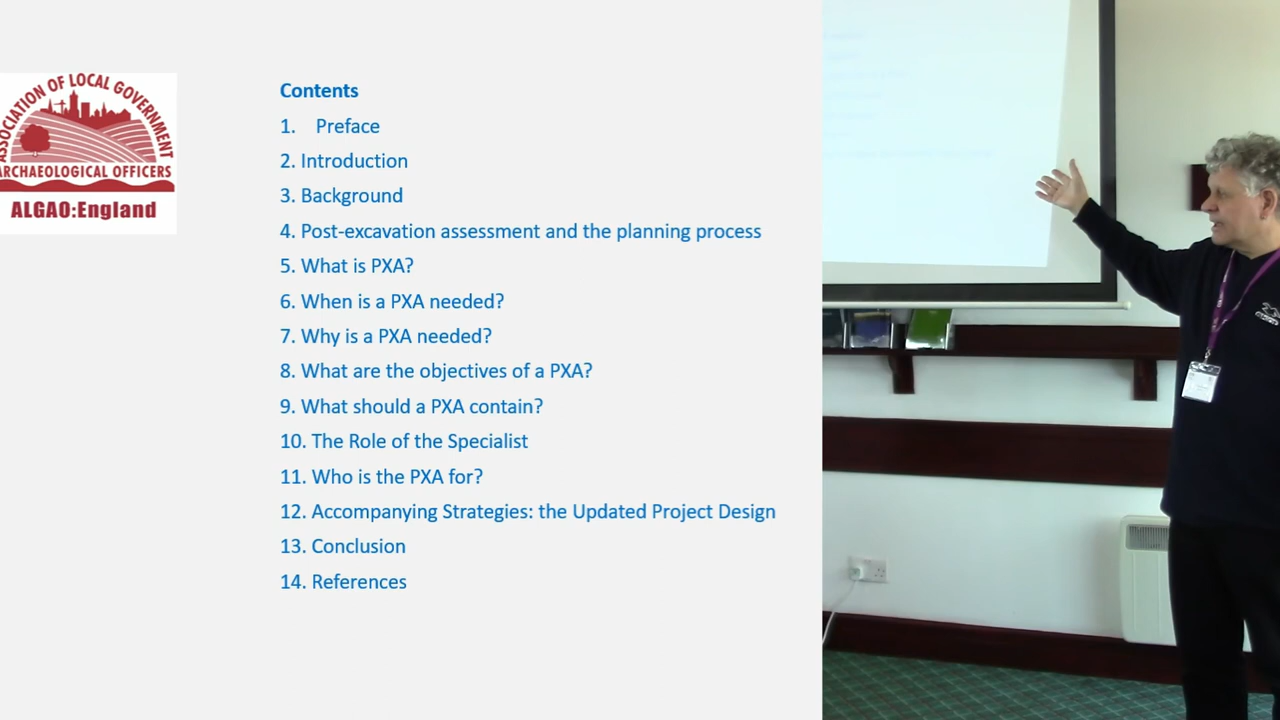 ASSOCIATION OF LOCAL GOVERNMENT
ARCHAEOLOGICAL OFFICERS
ALGAO:England
Contents
1. Preface
2. Introduction
3. Background
4. Post-excavation assessment and the planning process
5. What is PXA?
6. When is a PXA needed?
7. Why is a PXA needed?
8. What are the objectives of a PXA?
9. What should a PXA contain?
10. The Role of the Specialist
11. Who is the PXA for?
12. Accompanying Strategies: the Updated Project Design
13. Conclusion
14. References